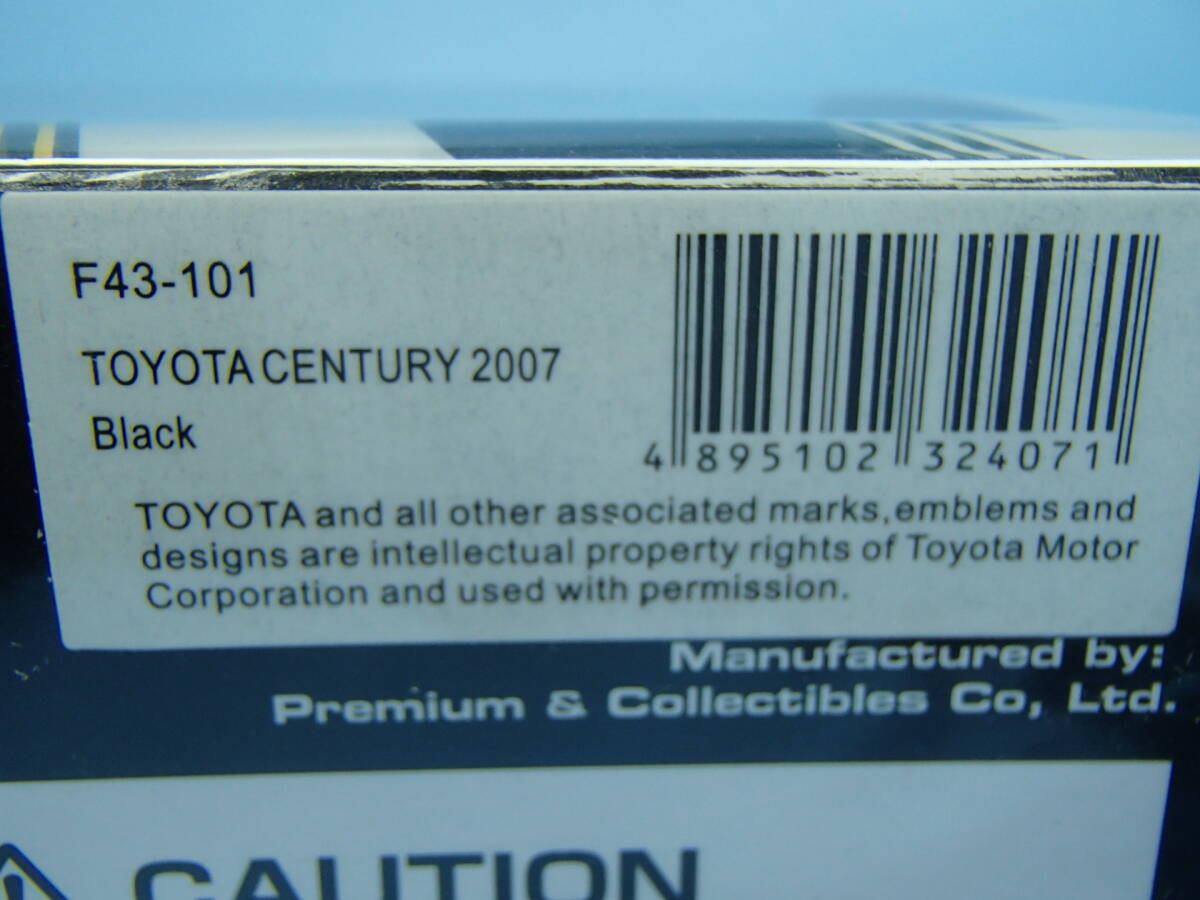 F43-101
TOYOTA CENTURY 2007
Black
4 895102 324071
TOYOTA and all other associated marks,emblems and
designs are intellectual property rights of Toyota Motor
Corporation and used with permission.
Manufactured by:
Premium & Collectibles Co, Ltd.
CAUTION